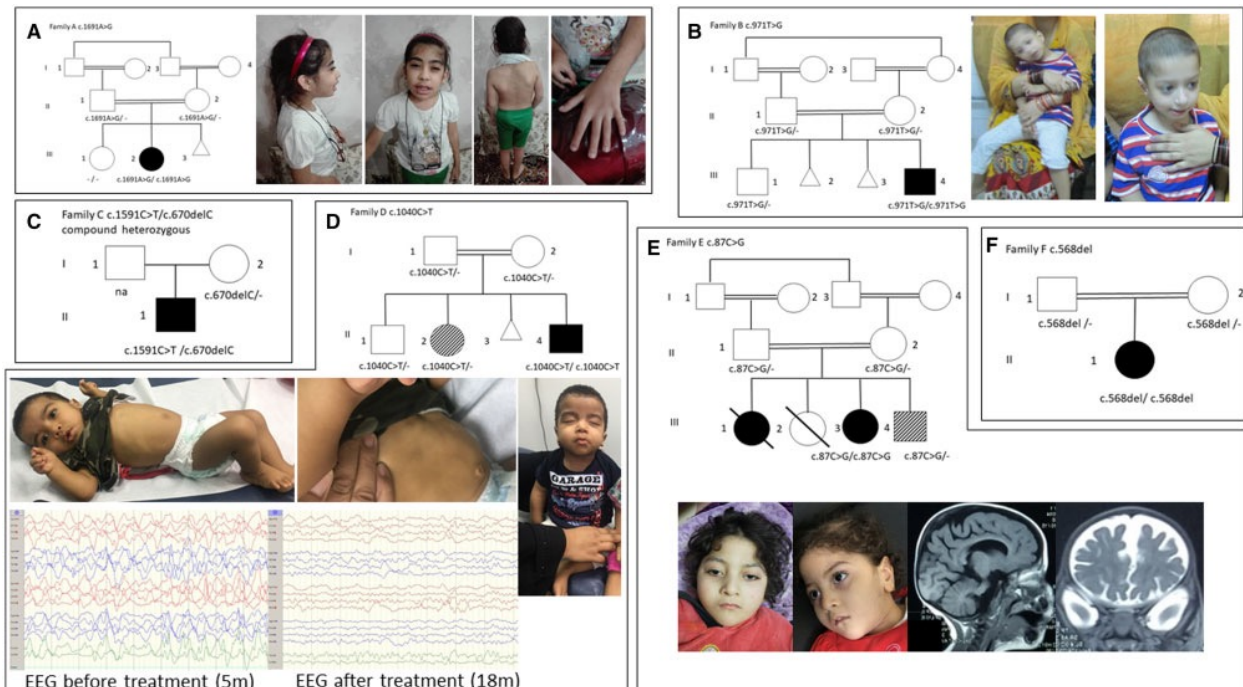 A
Family A c.1691A>G
1
2
3
4
I
II
1
2
c.1691A>G/ -
c.1691A>G/ -
III
1
2
3
- / -
c.1691A>G/ c.1691A>G
B
Family B c.971T>G
I
1
2
3
4
II
1
2
c.971T>G/-
c.971T>G/-
III
1
2
3
4
c.971T>G/-
c.971T>G/c.971T>G
C
Family C c.1591C>T/c.670delC
compound heterozygous
I
1
2
na
c.670delC/-
II
1
c.1591C>T /c.670delC
D
Family D c.1040C>T
I
1
2
c.1040C>T/-
c.1040C>T/-
II
1
2
3
4
c.1040C>T/-
c.1040C>T/-
c.1040C>T/ c.1040C>T
GARAGE
EEG before treatment (5m)
EEG after treatment (18m)
E
Family E c.87C>G
I
1
2
3
4
II
1
2
c.87C>G/-
c.87C>G/-
III
1
2
3
4
c.87C>G/c.87C>G
c.87C>G/-
F
Family F c.568del
I
1
2
c.568del /-
c.568del /-
II
1
c.568del/ c.568del